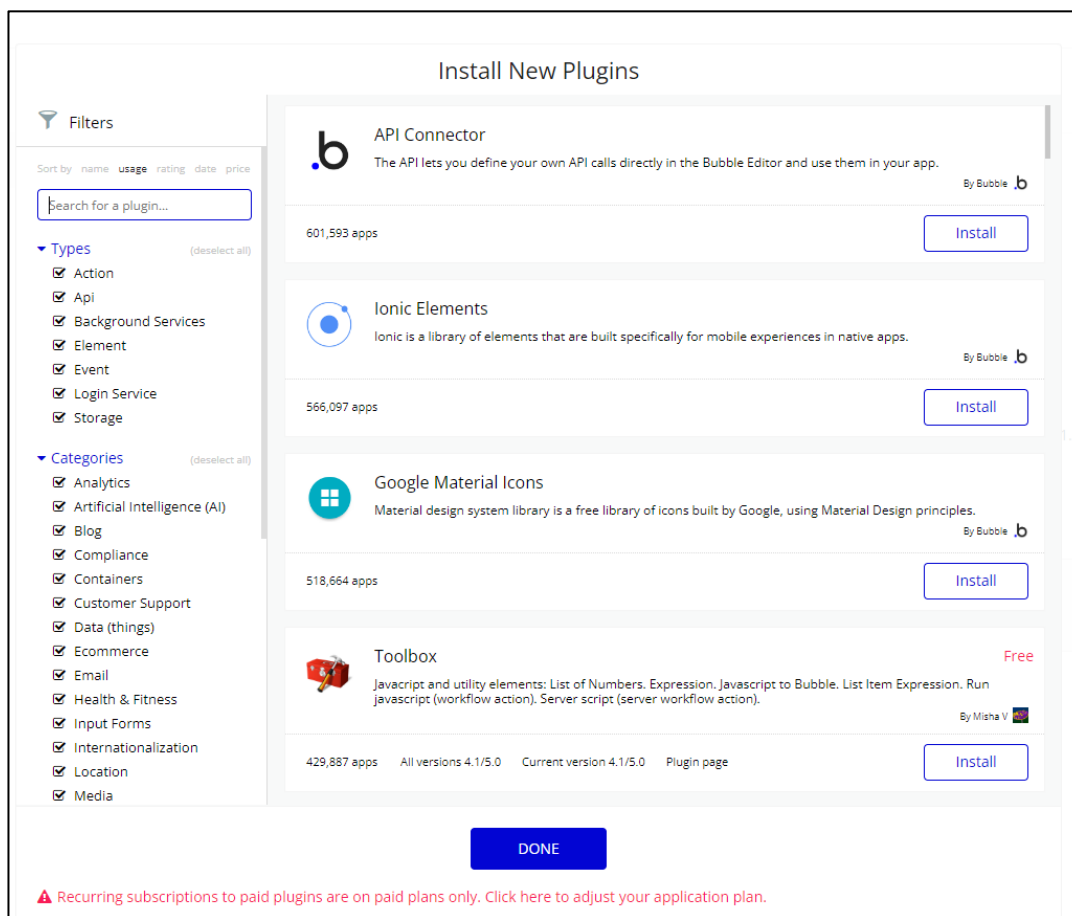 Install New Plugins
Filters
Sort by name usage rating date price
Search for a plugin...
Types (deselect all)
Action
Api
Background Services
Element
Event
Login Service
Storage
Categories (deselect all)
Analytics
Artificial Intelligence (AI)
Blog
Compliance
Containers
Customer Support
Data (things)
Ecommerce
Email
Health & Fitness
Input Forms
Internationalization
Location
Media
.b
API Connector
The API lets you define your own API calls directly in the Bubble Editor and use them in your app.
By Bubble .b
601,593 apps
Install
Ionic Elements
Ionic is a library of elements that are built specifically for mobile experiences in native apps.
By Bubble .b
566,097 apps
Install
Google Material Icons
Material design system library is a free library of icons built by Google, using Material Design principles.
By Bubble .b
518,664 apps
Install
Toolbox
Free
Javacript and utility elements: List of Numbers. Expression. Javascript to Bubble. List Item Expression. Run
javascript (workflow action). Server script (server workflow action).
By Misha V
429,887 apps All versions 4.1/5.0 Current version 4.1/5.0 Plugin page
Install
DONE
Recurring subscriptions to paid plugins are on paid plans only. Click here to adjust your application plan.